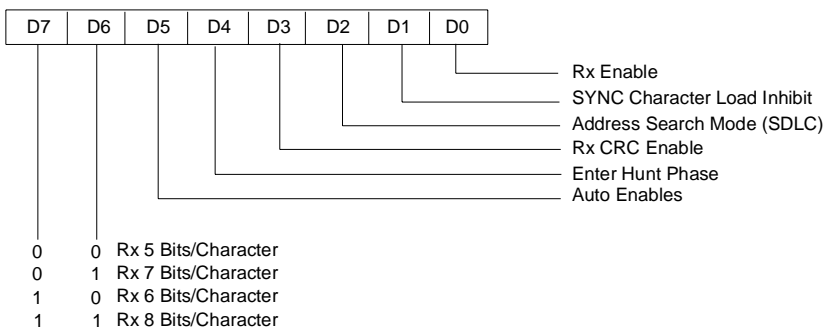 D7 D6 D5 D4 D3 D2 D1 D0
Rx Enable
SYNC Character Load Inhibit
Address Search Mode (SDLC)
Rx CRC Enable
Enter Hunt Phase
Auto Enables
0 0 Rx 5 Bits/Character
0 1 Rx 7 Bits/Character
1 0 Rx 6 Bits/Character
1 1 Rx 8 Bits/Character